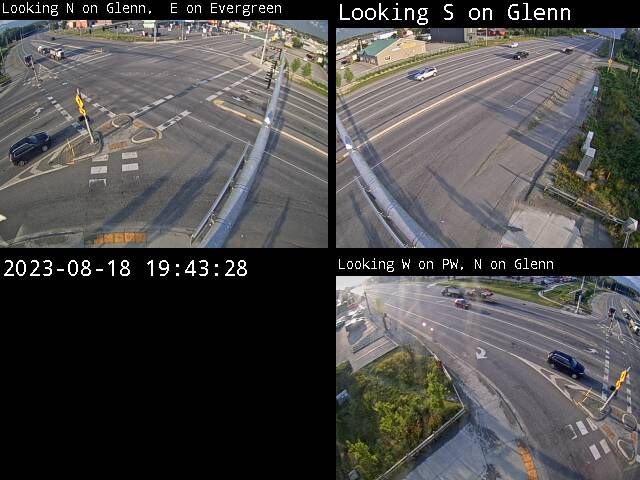 Looking N on Glenn,  E on Evergreen
Looking S on Glenn
2023-08-18 19:43:28
Looking W on PW, N on Glenn